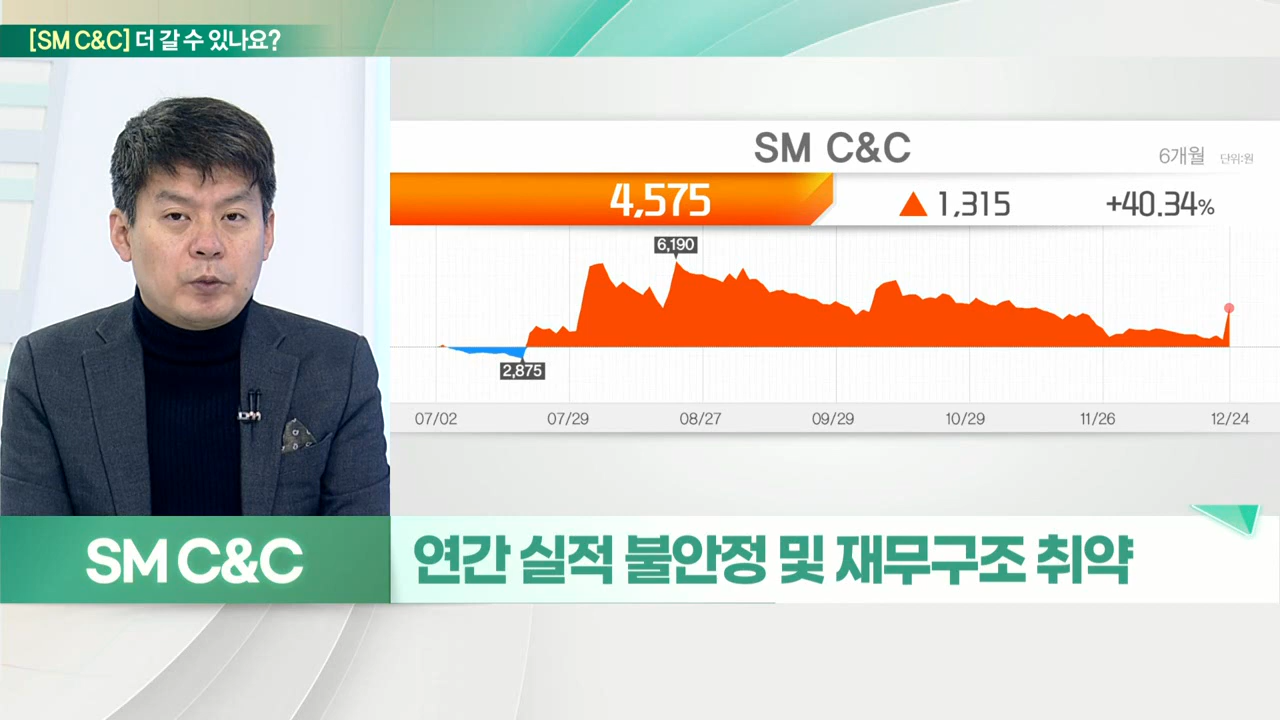 [SM C&C] 더 갈 수 있나요?
SM C&C
6개월 단위:원
4,575 ▲ 1,315 +40.34%
6,190
2,875
07/02 07/29 08/27 09/29 10/29 11/26 12/24
SM C&C
연간 실적 불안정 및 재무구조 취약